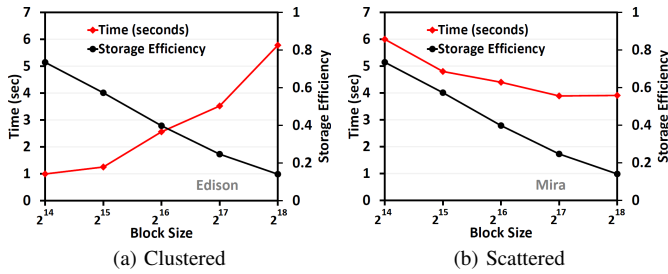 7
6
5
4
3
2
1
0
Time (sec)
1
0.8
0.6
0.4
0.2
0
Storage Efficiency
Time (seconds)
Storage Efficiency
Edison
2^14 2^15 2^16 2^17 2^18
Block Size
(a) Clustered
7
6
5
4
3
2
1
0
Time (sec)
1
0.8
0.6
0.4
0.2
0
Storage Efficiency
Time (seconds)
Storage Efficiency
Mira
2^14 2^15 2^16 2^17 2^18
Block Size
(b) Scattered